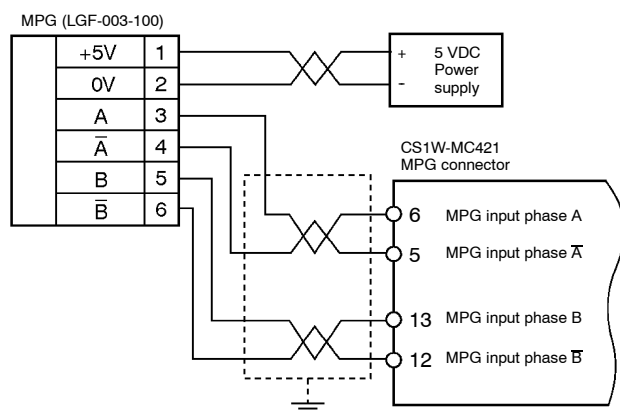 MPG (LGF-003-100)
+5V 1
0V 2
A 3
A̅ 4
B 5
B̅ 6
+ 5 VDC
Power
- supply
CS1W-MC421
MPG connector
6 MPG input phase A
5 MPG input phase A̅
13 MPG input phase B
12 MPG input phase B̅